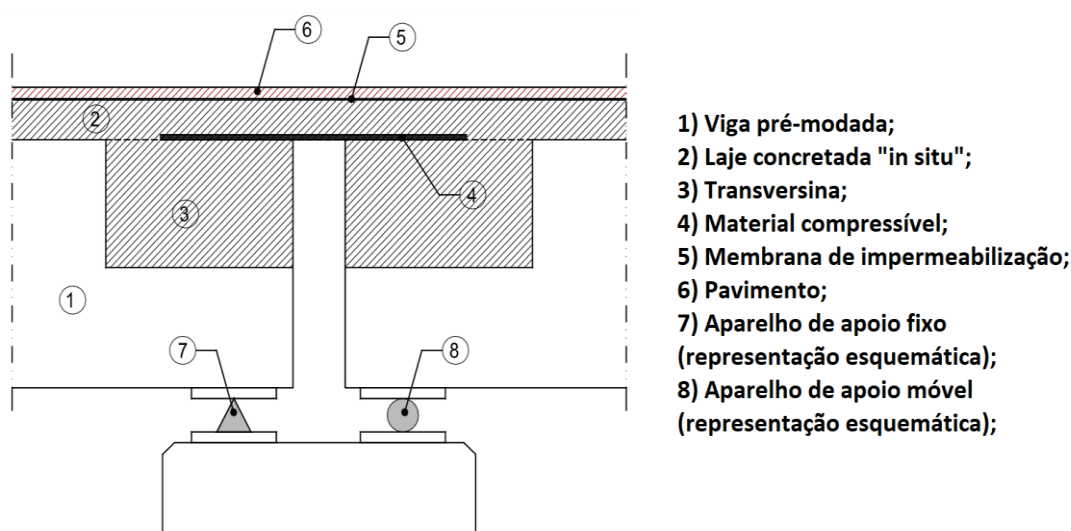 6
5
2
4
3
1
7
8
1) Viga pré-modada;
2) Laje concretada "in situ";
3) Transversina;
4) Material compressível;
5) Membrana de impermeabilização;
6) Pavimento;
7) Aparelho de apoio fixo
(representação esquemática);
8) Aparelho de apoio móvel
(representação esquemática);